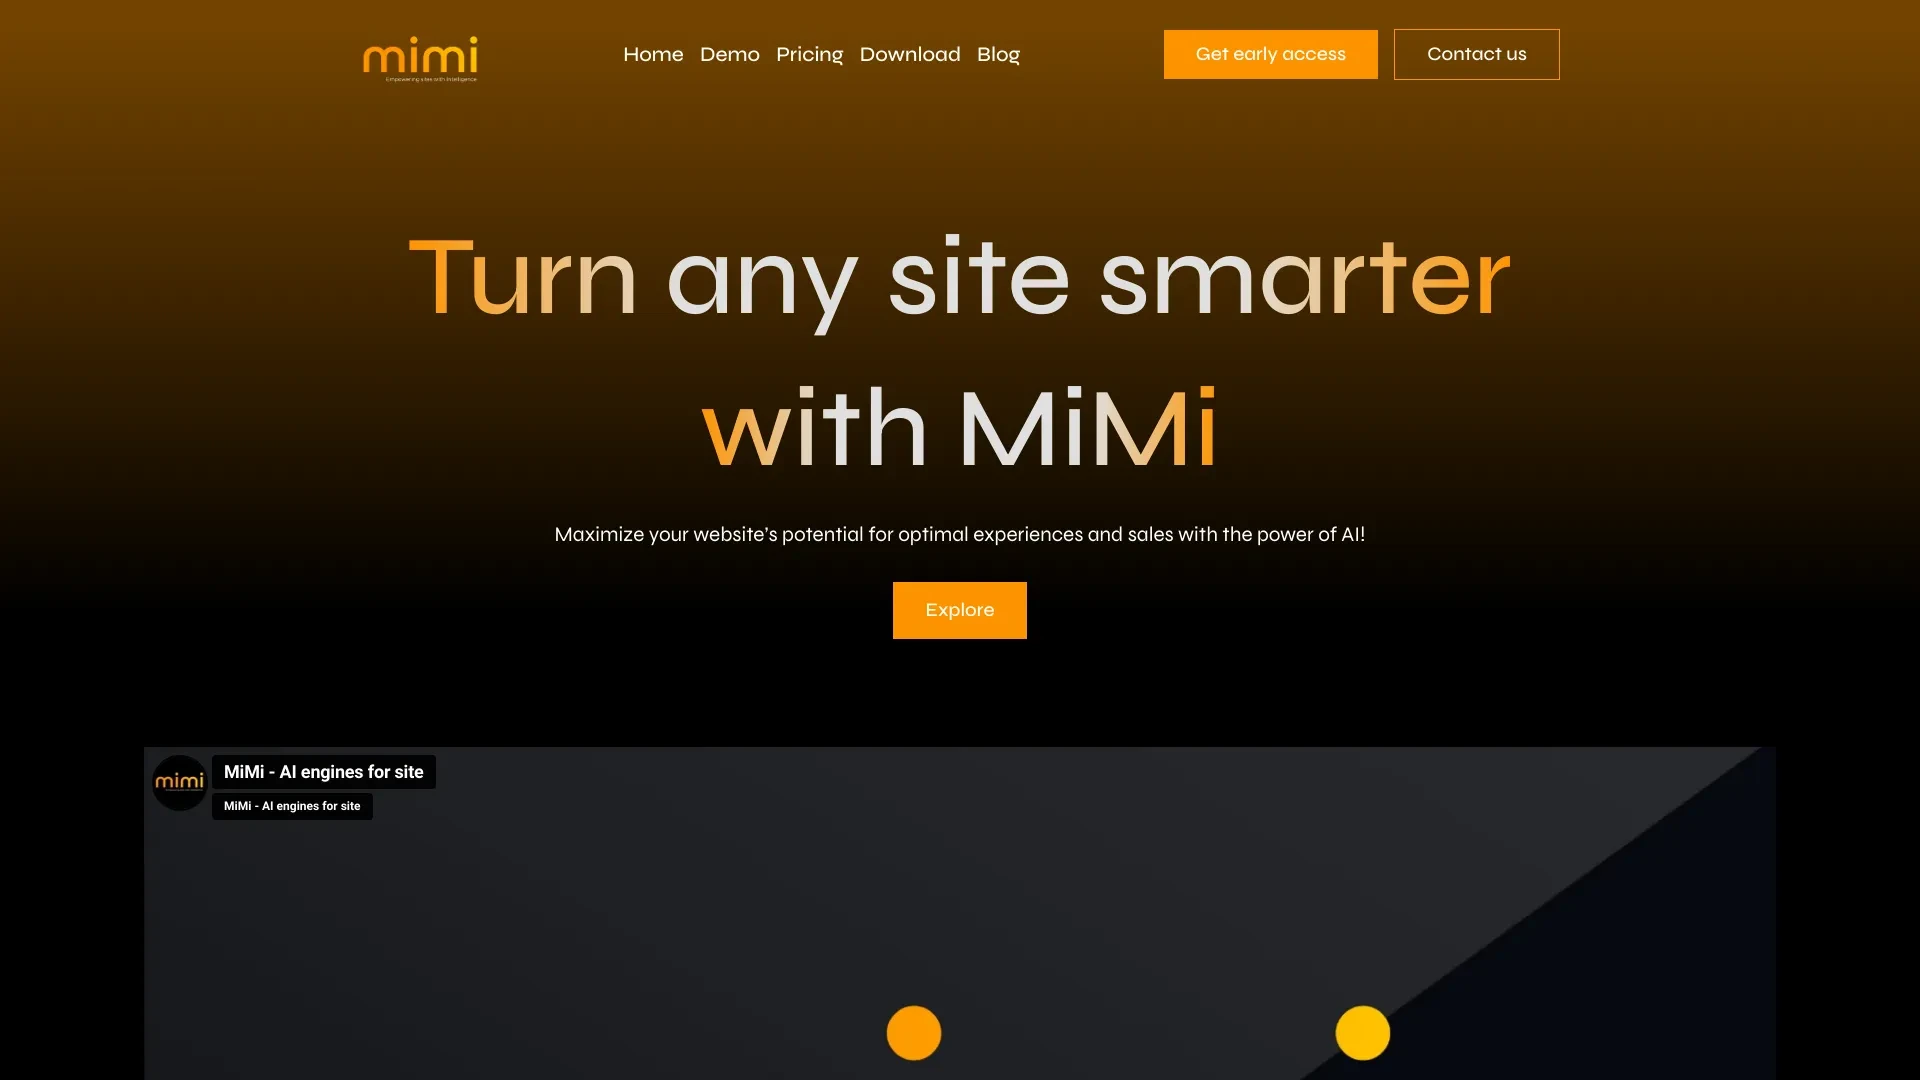 mimi
Empowering sites with Intelligence
Home Demo Pricing Download Blog
Get early access
Contact us
Turn any site smarter
with MiMi
Maximize your website's potential for optimal experiences and sales with the power of AI!
Explore
mimi
MiMi - AI engines for site
MiMi - AI engines for site